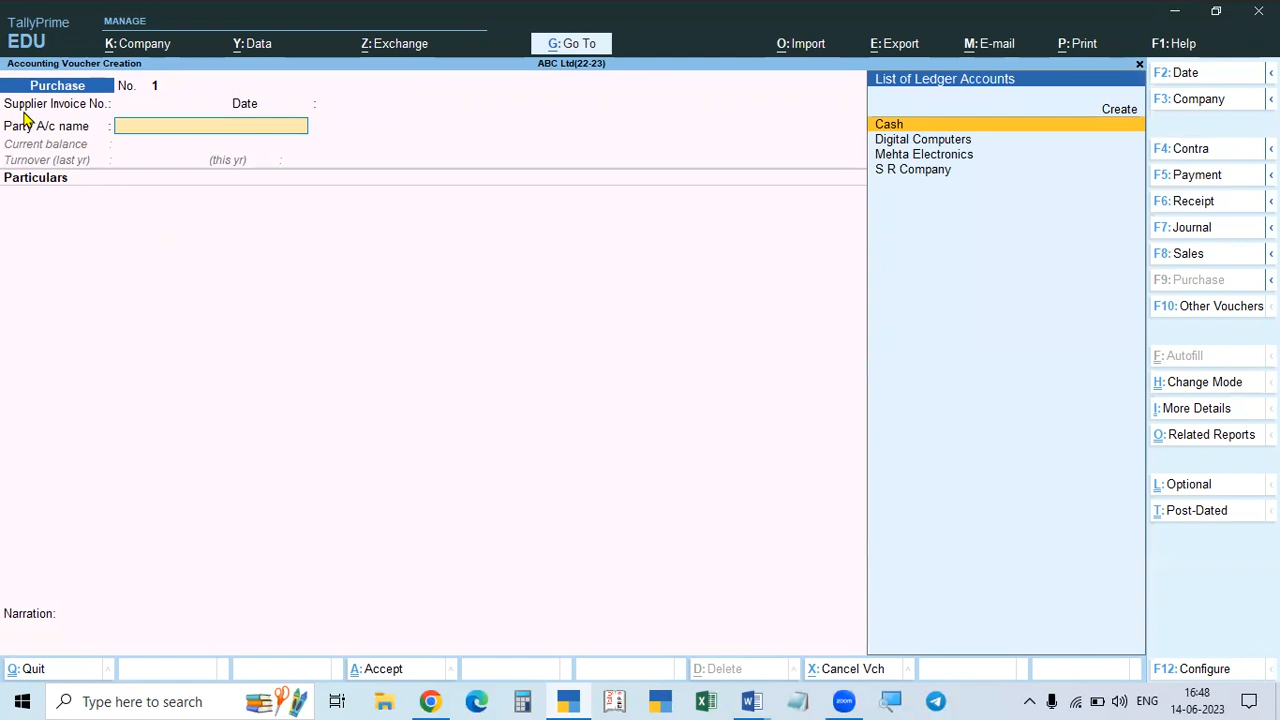 TallyPrime
EDU
MANAGE
K: Company
Y: Data
Z: Exchange
G: Go To
O: Import
E: Export
M: E-mail
P: Print
F1: Help
Accounting Voucher Creation
ABC Ltd(22-23)
×
Purchase
No. 1
Supplier Invoice No.:
Date :
Party A/c name :
Current balance :
Turnover (last yr) :
(this yr) :
Particulars
Narration:
List of Ledger Accounts
Create
Cash
Digital Computers
Mehta Electronics
S R Company
F2: Date
F3: Company
F4: Contra
F5: Payment
F6: Receipt
F7: Journal
F8: Sales
F9: Purchase
F10: Other Vouchers
F: Autofill
H: Change Mode
I: More Details
O: Related Reports
L: Optional
T: Post-Dated
Q: Quit
A: Accept
D: Delete
X: Cancel Vch
F12: Configure
Type here to search
zoom
ENG
16:48
14-06-2023